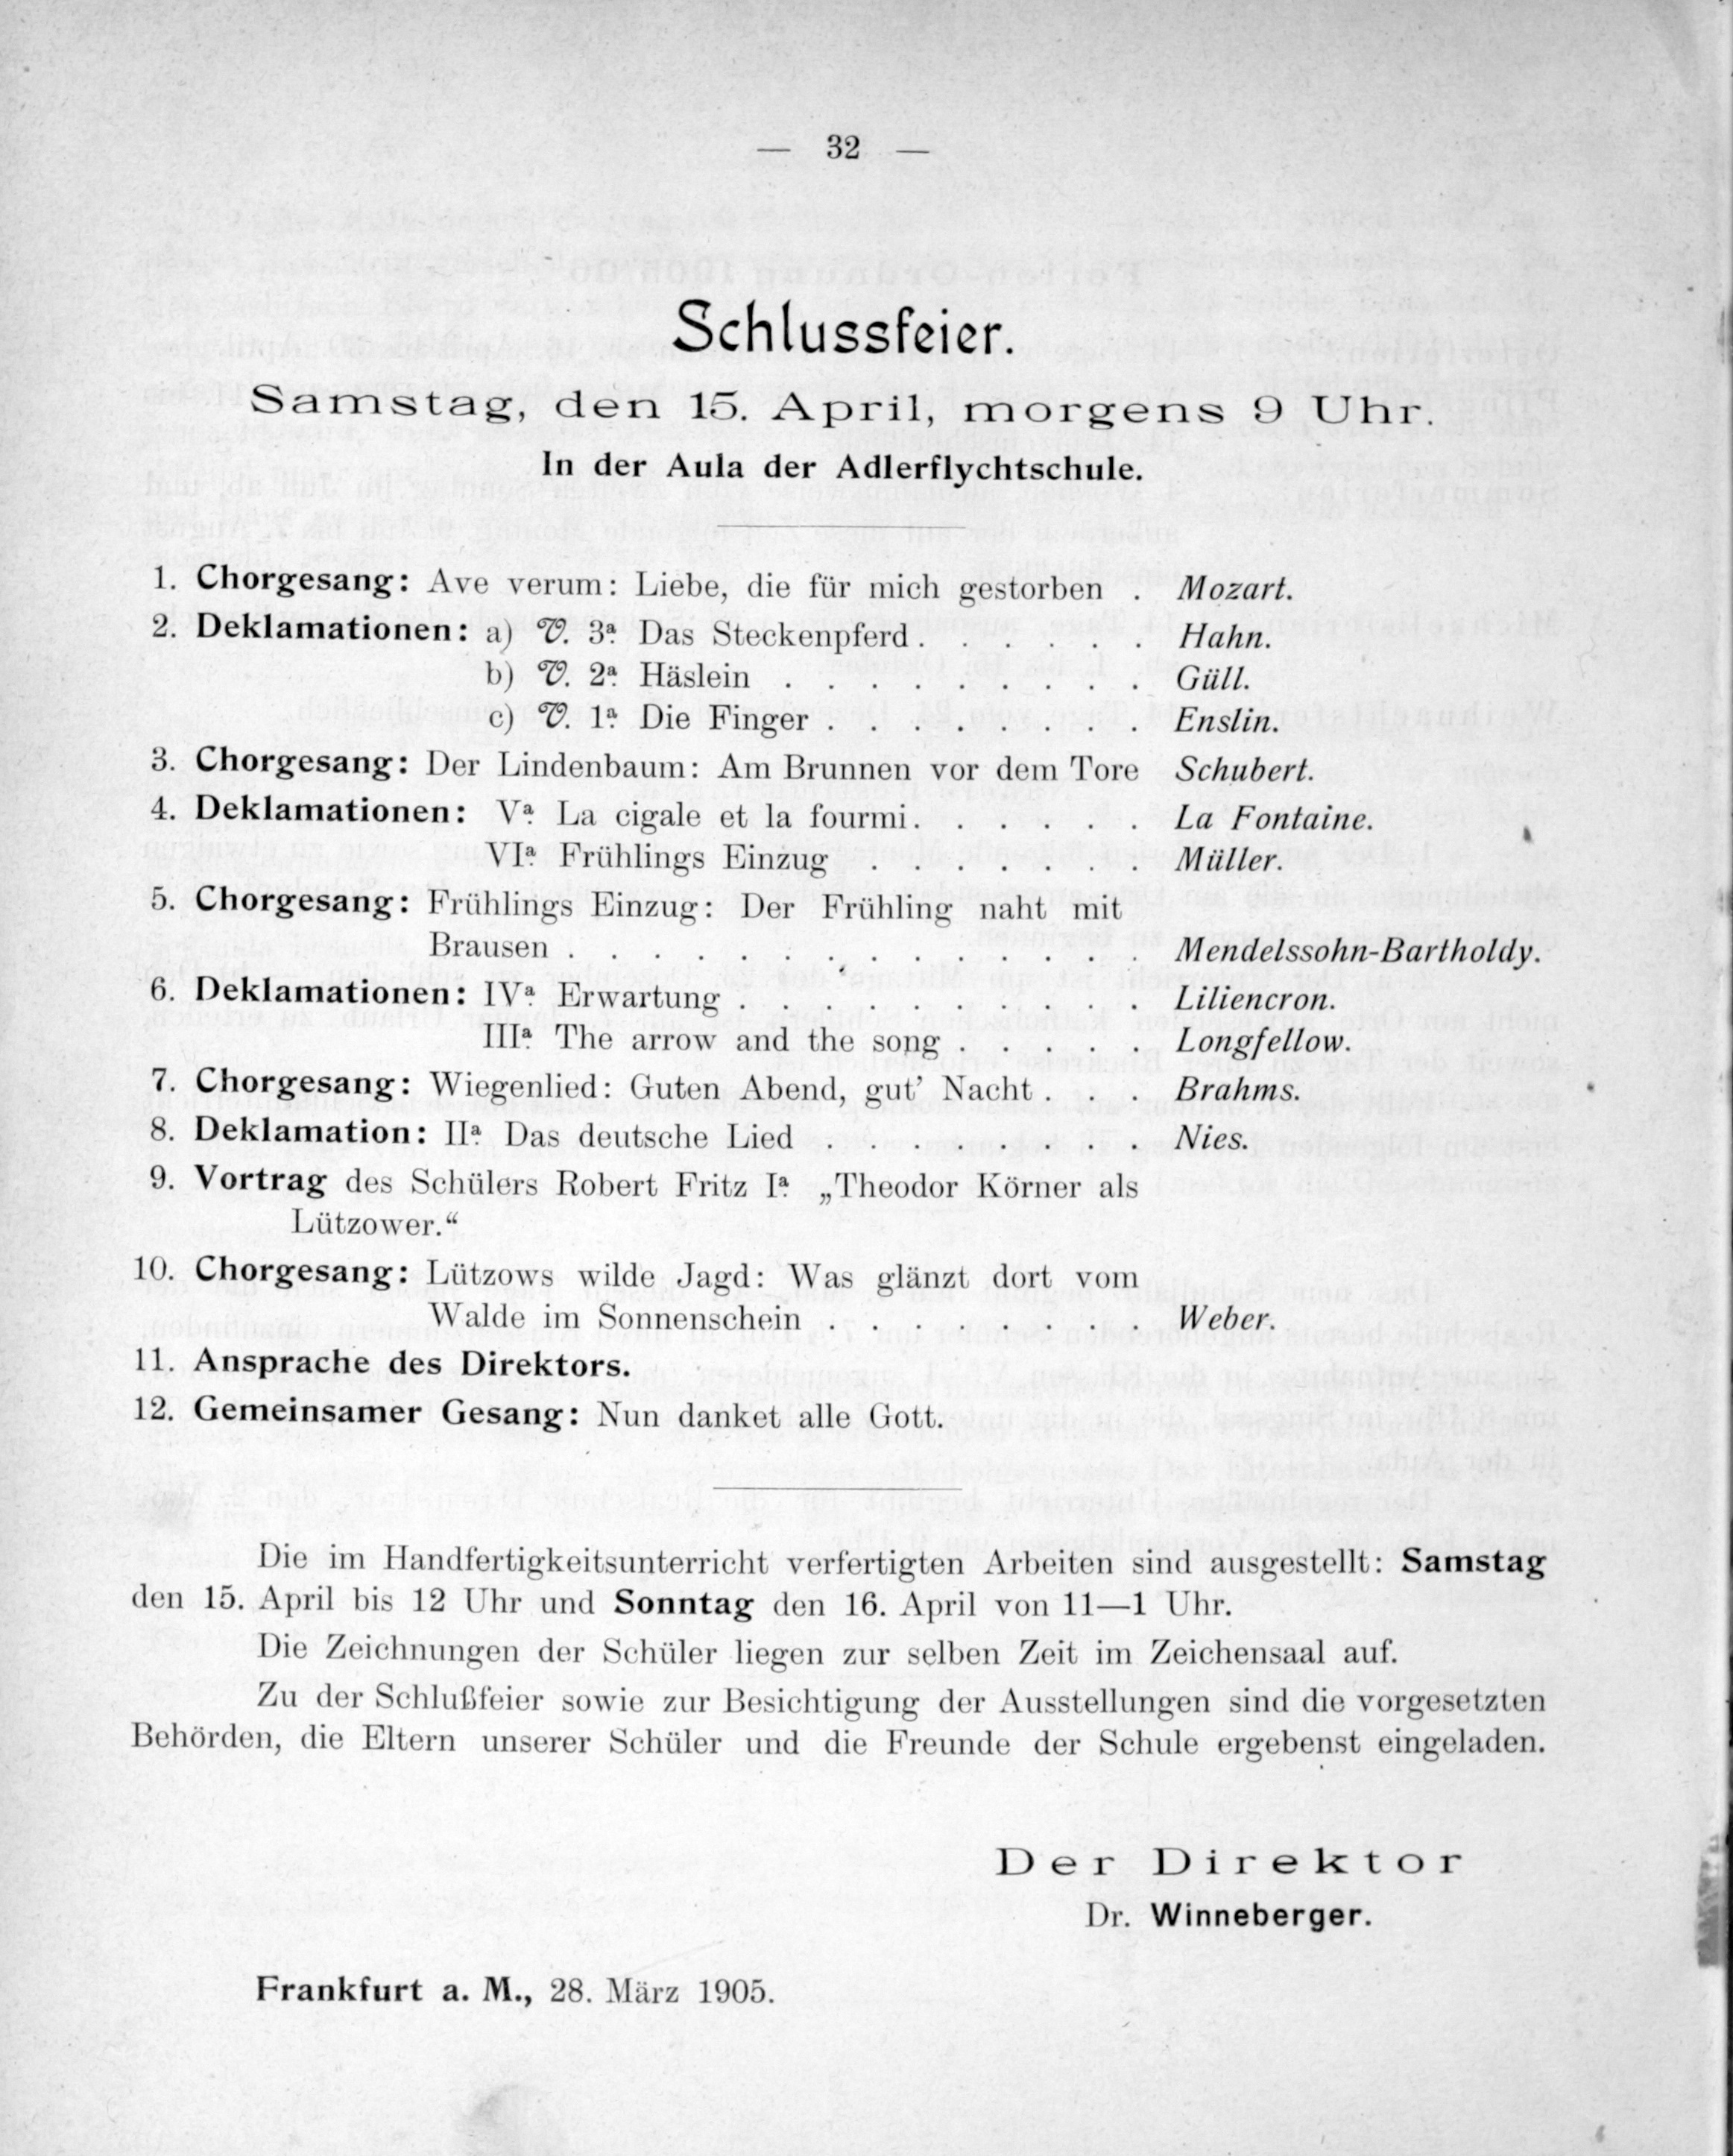 — 32 —
Schlussfeier.
Samstag, den 15. April, morgens 9 Uhr.
In der Aula der Adlerflychtschule.
1. Chorgesang: Ave verum: Liebe, die für mich gestorben . Mozart.
2. Deklamationen: a) V. 3a. Das Steckenpferd . . . . . . Hahn.
b) V. 2a. Häslein . . . . . . . . . Güll.
c) V. 1a. Die Finger . . . . . . . . Enslin.
3. Chorgesang: Der Lindenbaum: Am Brunnen vor dem Tore Schubert.
4. Deklamationen: Va. La cigale et la fourmi . . . . . . La Fontaine.
VIa. Frühlings Einzug . . . . . . . Müller.
5. Chorgesang: Frühlings Einzug: Der Frühling naht mit
Brausen . . . . . . . . . . . . . . Mendelssohn-Bartholdy.
6. Deklamationen: IVa. Erwartung . . . . . . . . . . Liliencron.
IIIa. The arrow and the song . . . . . Longfellow.
7. Chorgesang: Wiegenlied: Guten Abend, gut’ Nacht . . . Brahms.
8. Deklamation: IIa. Das deutsche Lied . . . . . . . . Nies.
9. Vortrag des Schülers Robert Fritz Ia. „Theodor Körner als
Lützower.“
10. Chorgesang: Lützows wilde Jagd: Was glänzt dort vom
Walde im Sonnenschein . . . . . . . . Weber.
11. Ansprache des Direktors.
12. Gemeinsamer Gesang: Nun danket alle Gott.
Die im Handfertigkeitsunterricht verfertigten Arbeiten sind ausgestellt: Samstag
den 15. April bis 12 Uhr und Sonntag den 16. April von 11—1 Uhr.
Die Zeichnungen der Schüler liegen zur selben Zeit im Zeichensaal auf.
Zu der Schlußfeier sowie zur Besichtigung der Ausstellungen sind die vorgesetzten
Behörden, die Eltern unserer Schüler und die Freunde der Schule ergebenst eingeladen.
Der Direktor
Dr. Winneberger.
Frankfurt a. M., 28. März 1905.